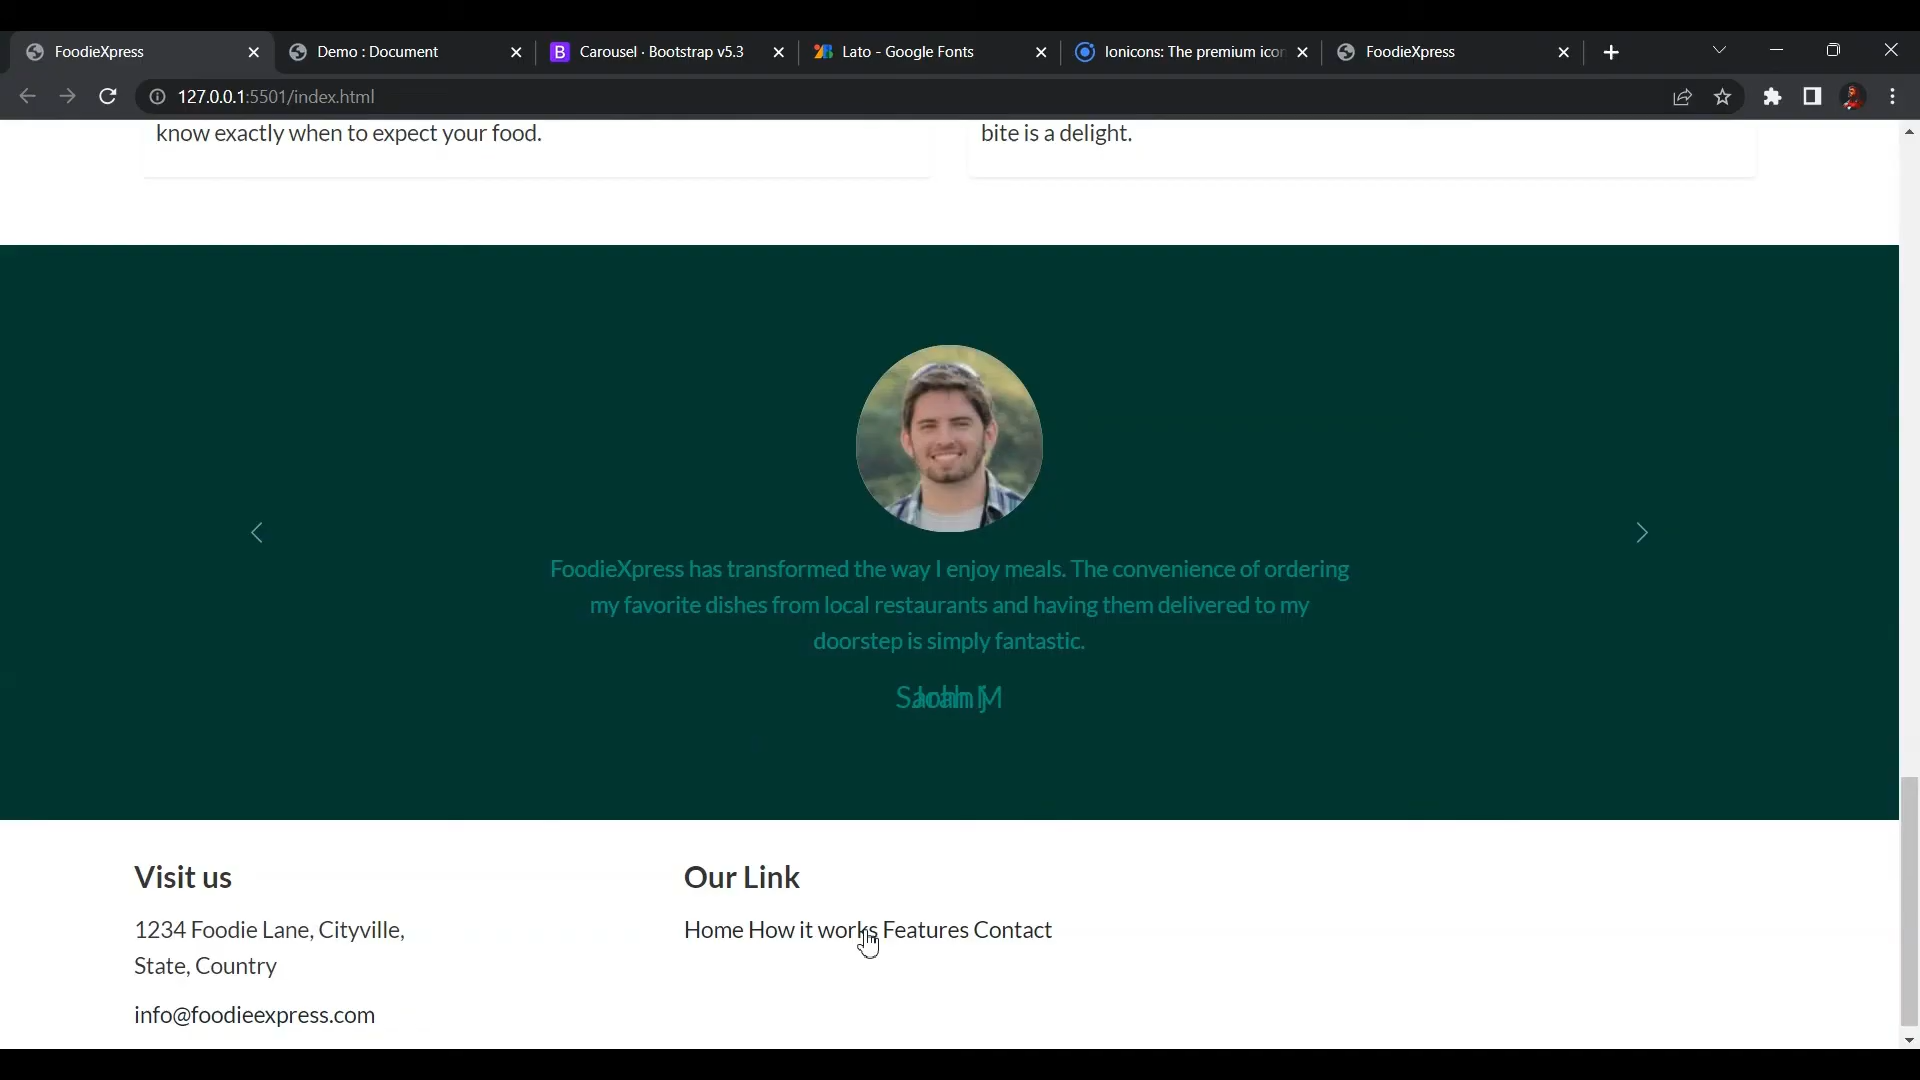 FoodieXpress
Demo : Document
Carousel · Bootstrap v5.3
Lato - Google Fonts
Ionicons: The premium icon
FoodieXpress
127.0.0.1:5501/index.html
know exactly when to expect your food.
bite is a delight.
FoodieXpress has transformed the way I enjoy meals. The convenience of ordering
my favorite dishes from local restaurants and having them delivered to my
doorstep is simply fantastic.
Visit us
Our Link
1234 Foodie Lane, Cityville,
State, Country
Home How it works Features Contact
info@foodieexpress.com